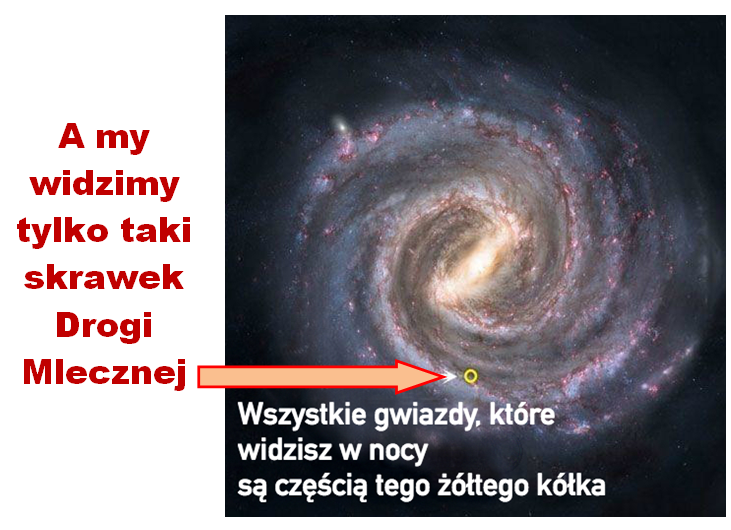 A my
widzimy
tylko taki
skrawek
Drogi
Mlecznej
Wszystkie gwiazdy, które
widzisz w nocy
są częścią tego żółtego kółka